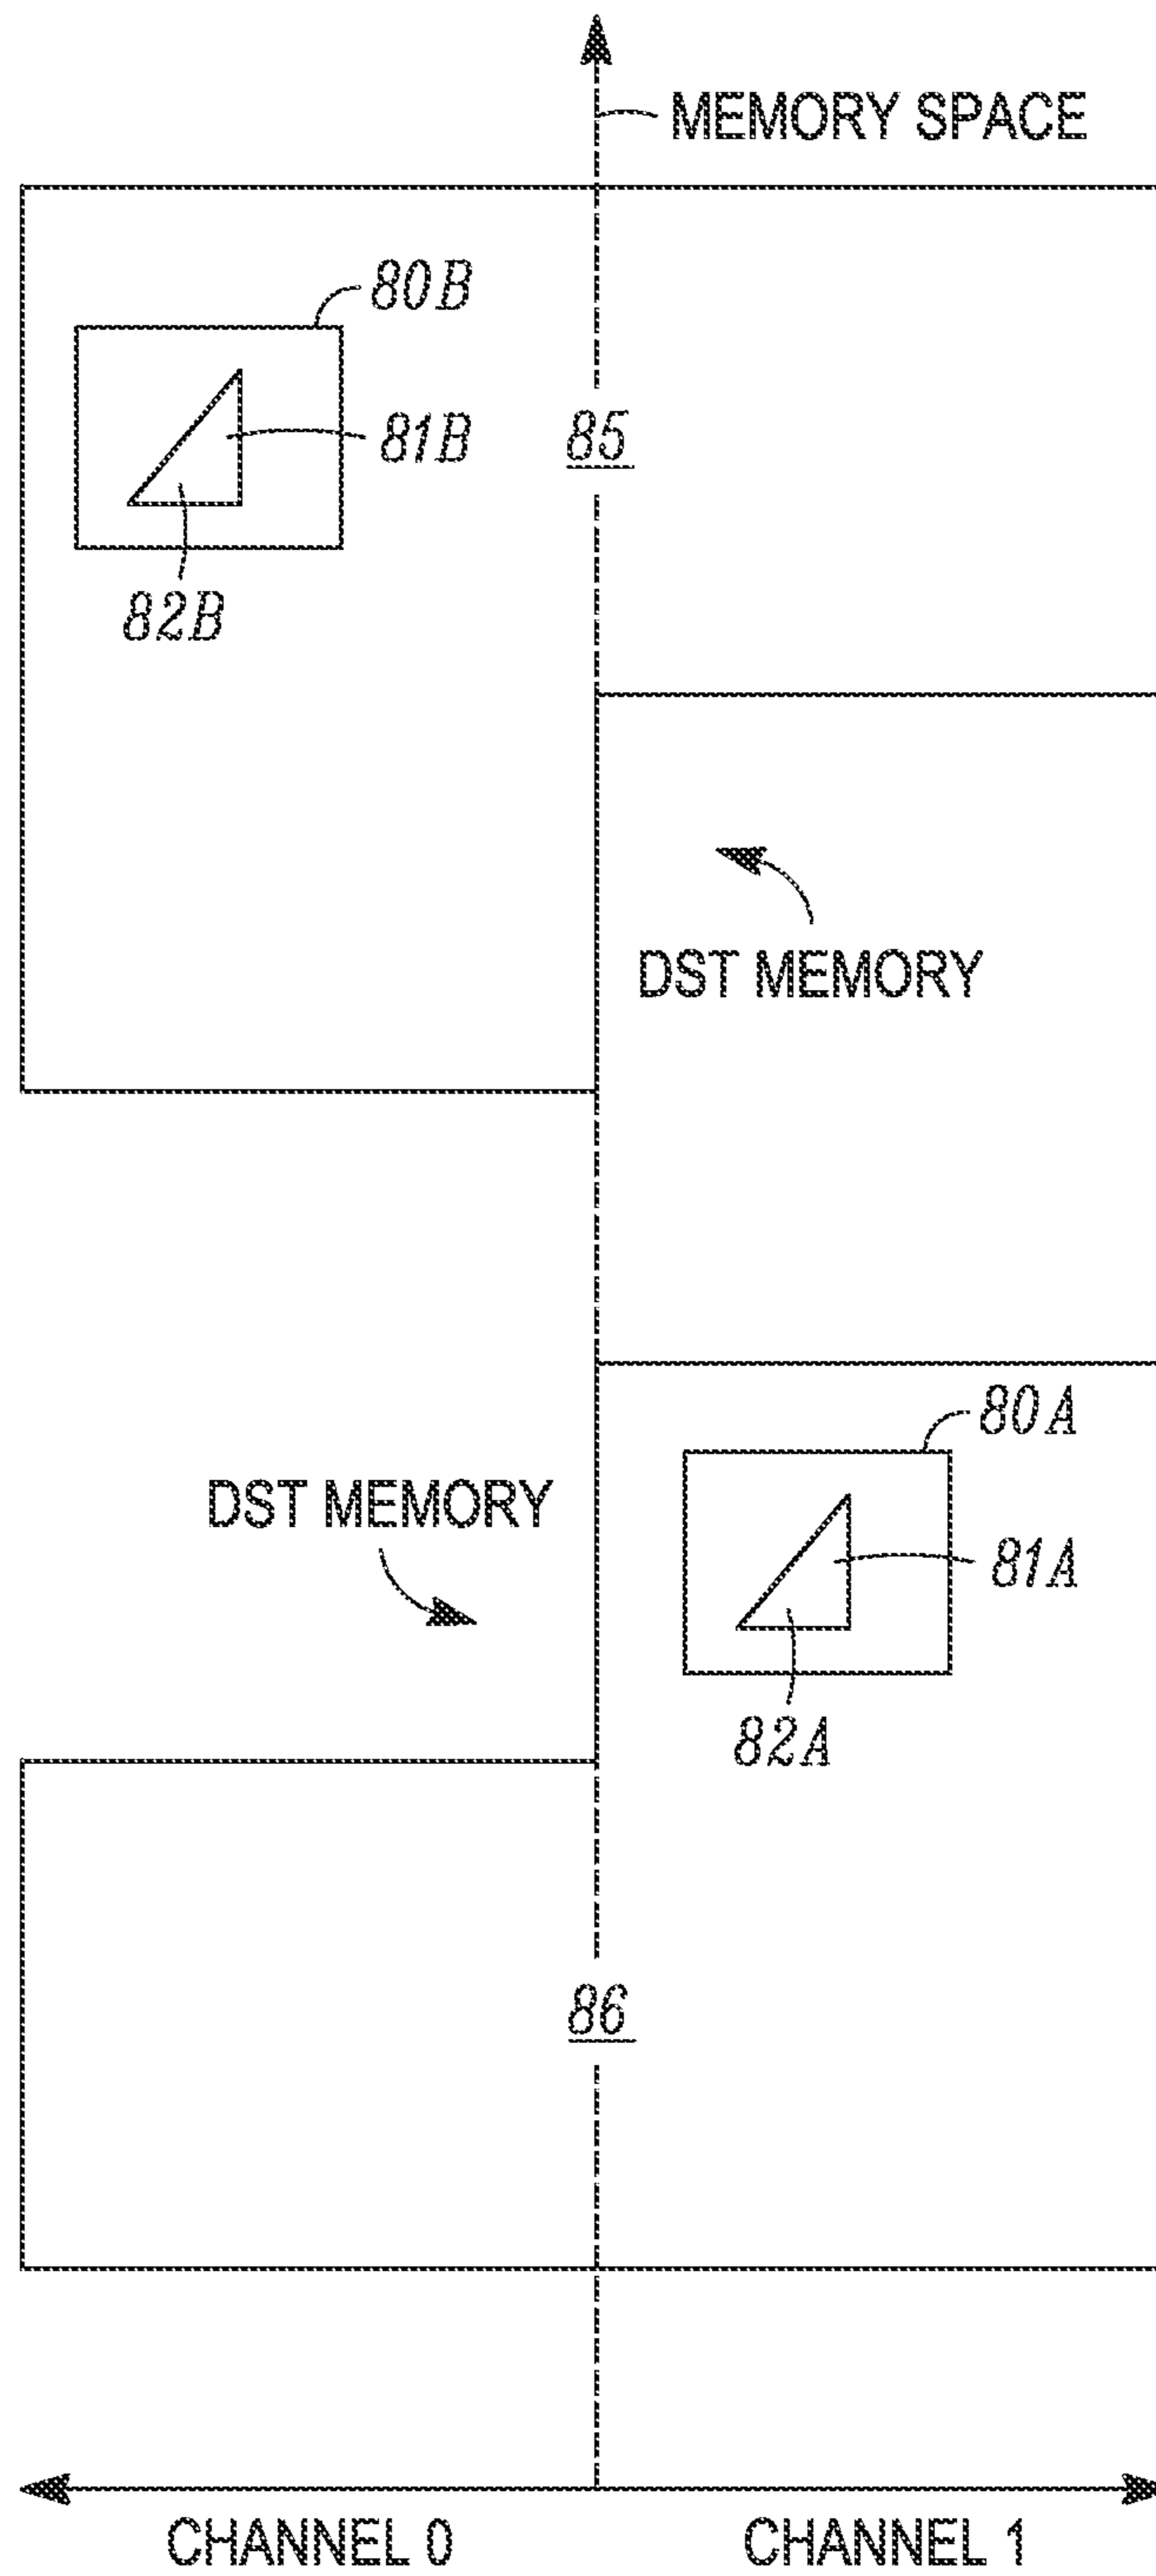 MEMORY SPACE
80B
81B
85
82B
DST MEMORY
80A
DST MEMORY
81A
82A
86
CHANNEL 0
CHANNEL 1